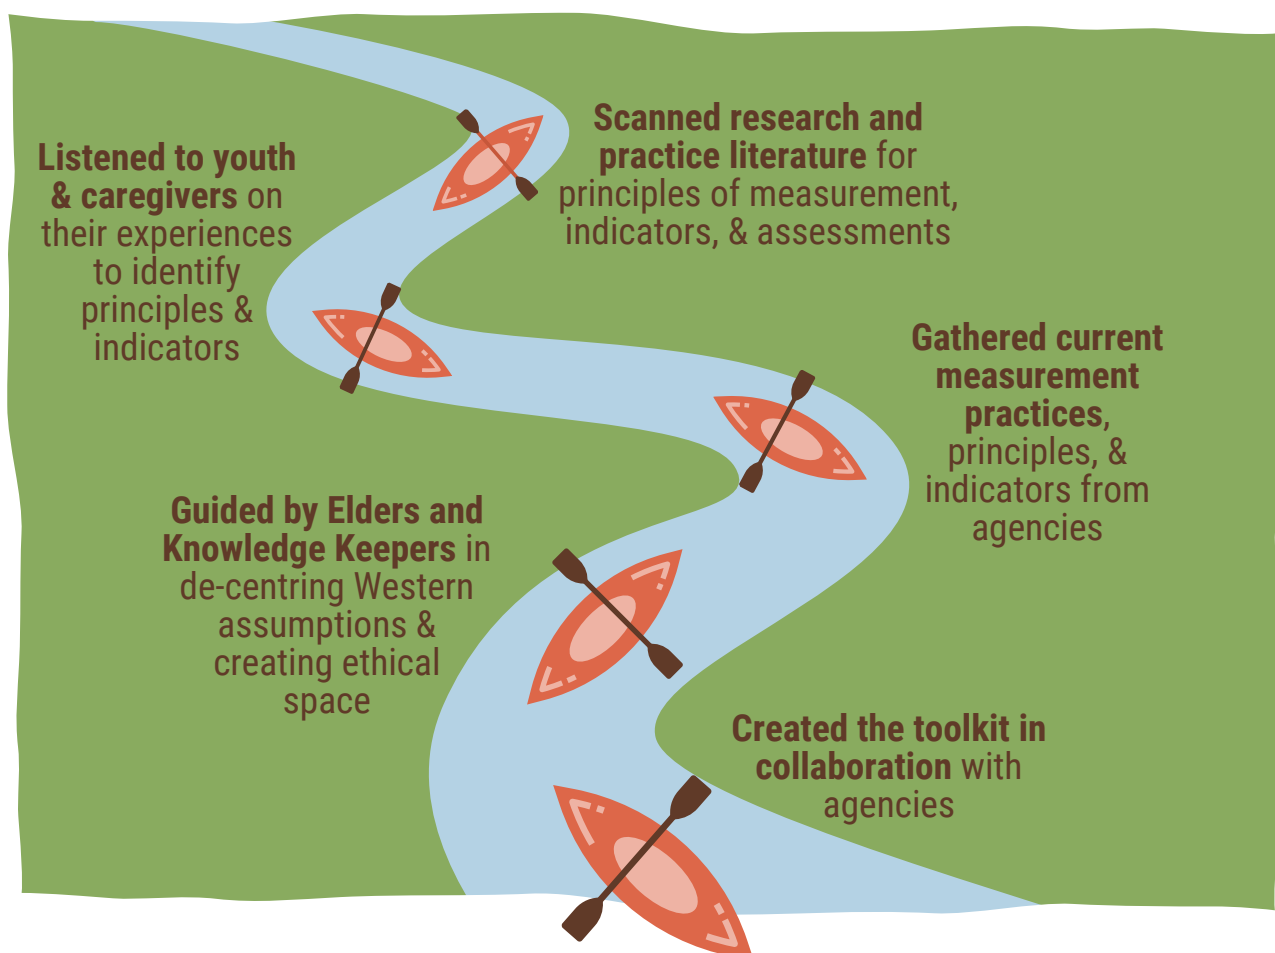 Scanned research and
practice literature for
principles of measurement,
indicators, & assessments
Listened to youth
& caregivers on
their experiences
to identify
principles &
indicators
Gathered current
measurement
practices,
principles, &
indicators from
agencies
Guided by Elders and
Knowledge Keepers in
de-centring Western
assumptions &
creating ethical
space
Created the toolkit in
collaboration with
agencies